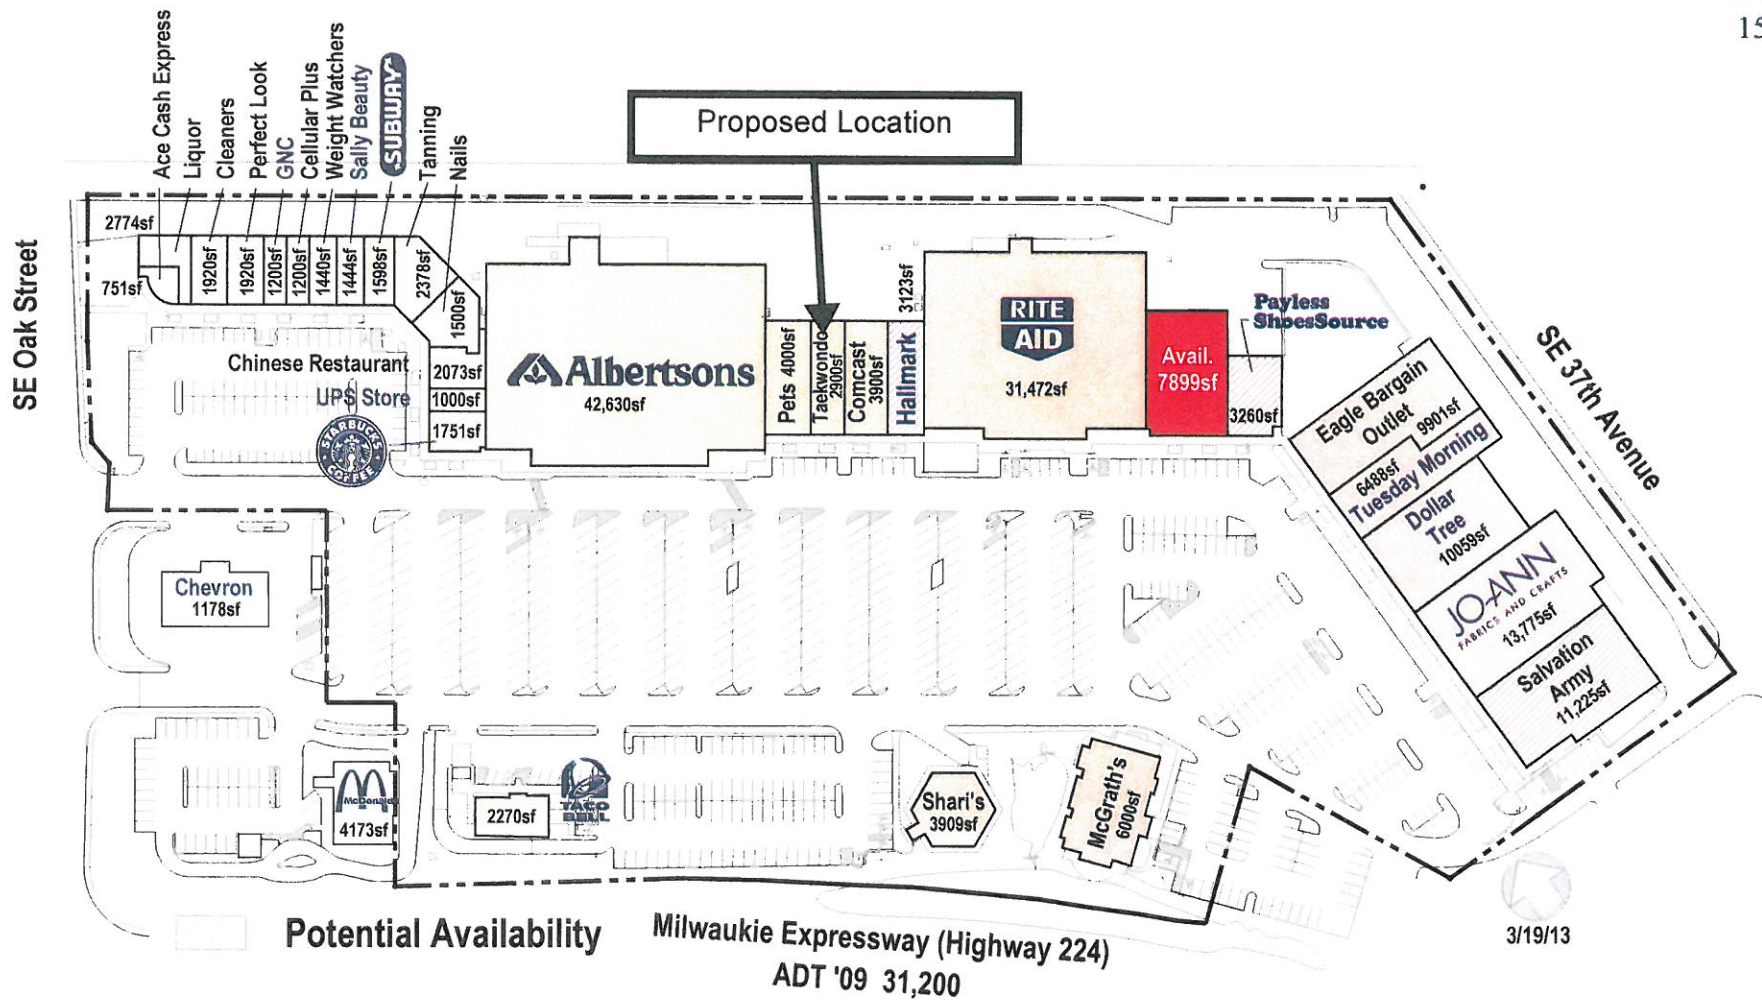 15
Ace Cash Express
Liquor
Cleaners
Perfect Look
GNC
Cellular Plus
Weight Watchers
Sally Beauty
SUBWAY
Tanning
Nails
Proposed Location
SE Oak Street
2774sf
751sf
1920sf
1920sf
1200sf
1200sf
1440sf
1444sf
1598sf
2378sf
1500sf
Chinese Restaurant
2073sf
UPS Store
1000sf
STARBUCKS
COFFEE
1751sf
Albertsons
42,630sf
Pets 4000sf
Taekwondo
2900sf
Comcast
3900sf
Hallmark
3123sf
RITE
AID
31,472sf
Avail.
7899sf
Payless
ShoesSource
3260sf
SE 37th Avenue
Eagle Bargain
Outlet
9901sf
6488sf
Tuesday Morning
Dollar
Tree
10059sf
JO-ANN
FABRICS AND CRAFTS
13,775sf
Salvation
Army
11,225sf
Chevron
1178sf
McDonald
4173sf
TACO
BELL
2270sf
Shari's
3909sf
McGrath's
6000sf
Potential Availability
Milwaukie Expressway (Highway 224)
ADT '09 31,200
3/19/13